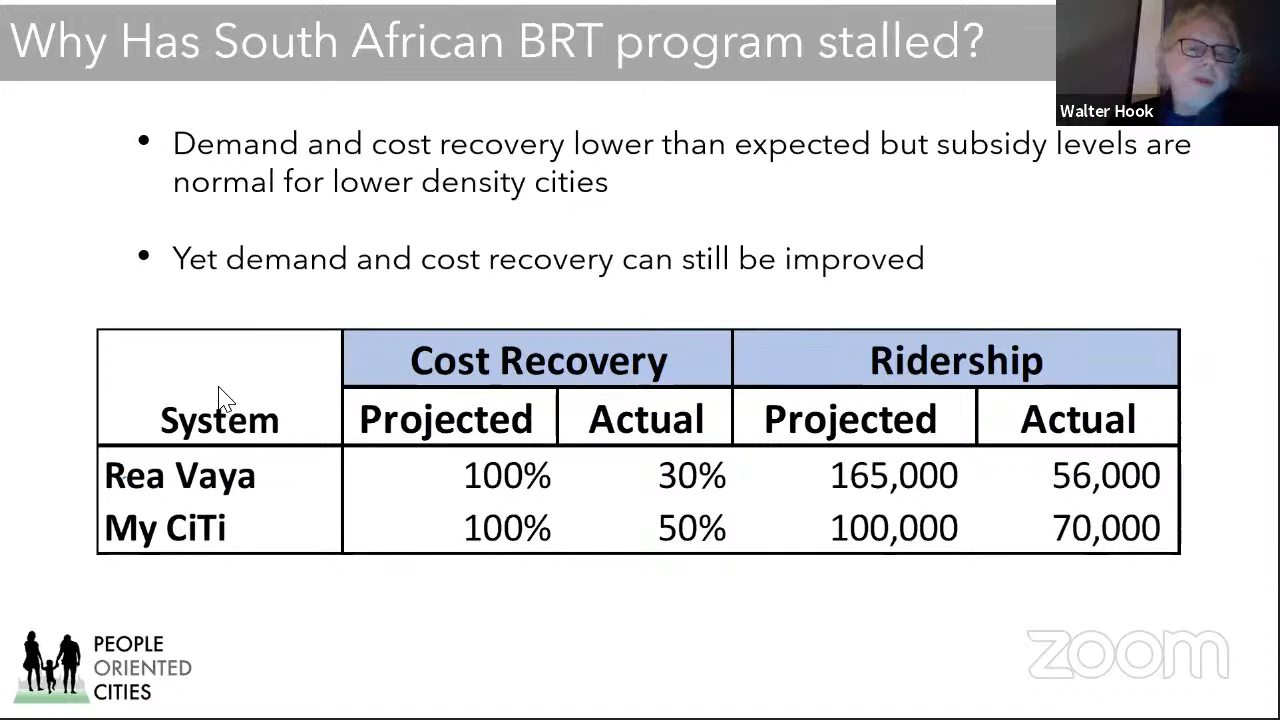 Why Has South African BRT program stalled?
Walter Hook
• Demand and cost recovery lower than expected but subsidy levels are
normal for lower density cities
• Yet demand and cost recovery can still be improved
Cost Recovery Ridership
System Projected Actual Projected Actual
Rea Vaya 100% 30% 165,000 56,000
My CiTi 100% 50% 100,000 70,000
PEOPLE
ORIENTED
CITIES
zoom